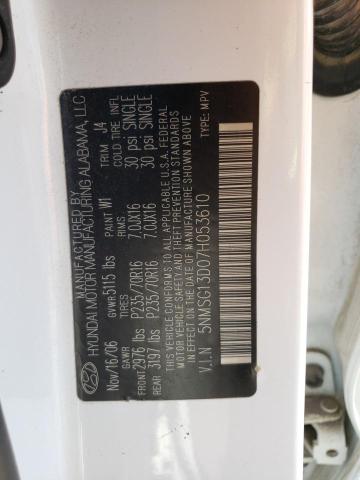 MANUFACTURED BY
HYUNDAI MOTOR MANUFACTURING ALABAMA, LLC
Nov/16/06 PAINT W1 TRIM J4
GVWR 5115 lbs
GAWR TIRES RIMS COLD TIRE INFL
FRONT 2976 lbs P235/70R16 7.0JX16 30 psi SINGLE
REAR 3197 lbs P235/70R16 7.0JX16 30 psi SINGLE
THIS VEHICLE CONFORMS TO ALL APPLICABLE U.S.A FEDERAL MOTOR
VEHICLE SAFETY, BUMPER, AND THEFT PREVENTION STANDARDS
IN EFFECT ON THE DATE OF MANUFACTURE SHOWN ABOVE.
V.I.N 5NMSG13D07H053610 TYPE: MPV